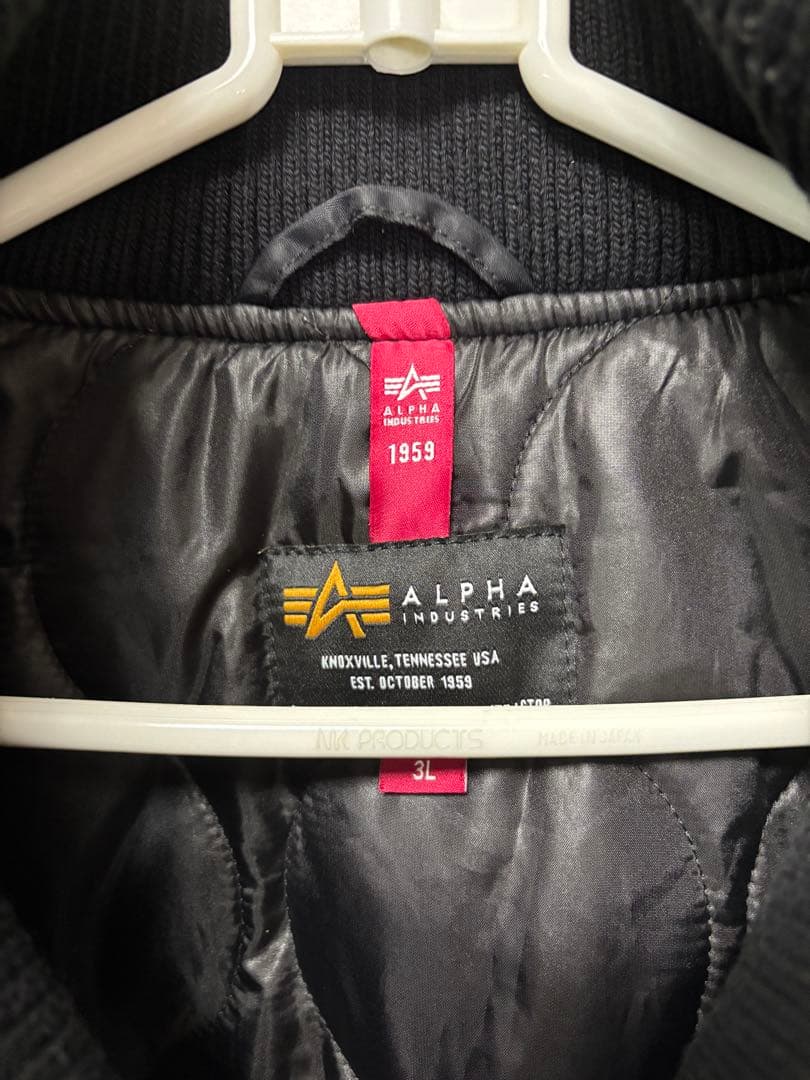 ALPHA
INDUSTRIES
1959
ALPHA
INDUSTRIES
KNOXVILLE, TENNESSEE USA
EST. OCTOBER 1959
NK PRODUCTS
MADE IN JAPAN
3L